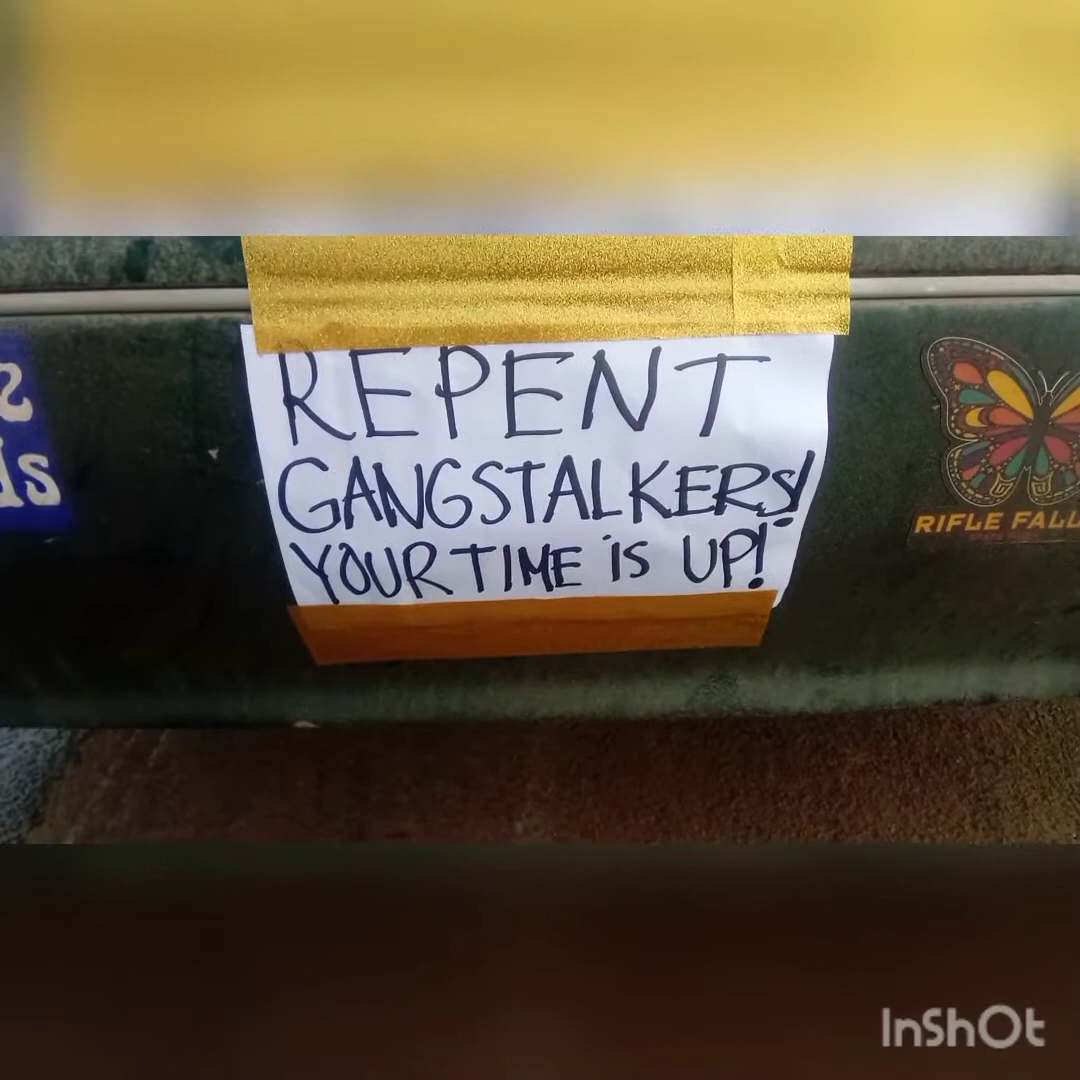 REPENT
GANGSTALKERS!
YOUR TIME IS UP!
RIFLE FALL
InShOt